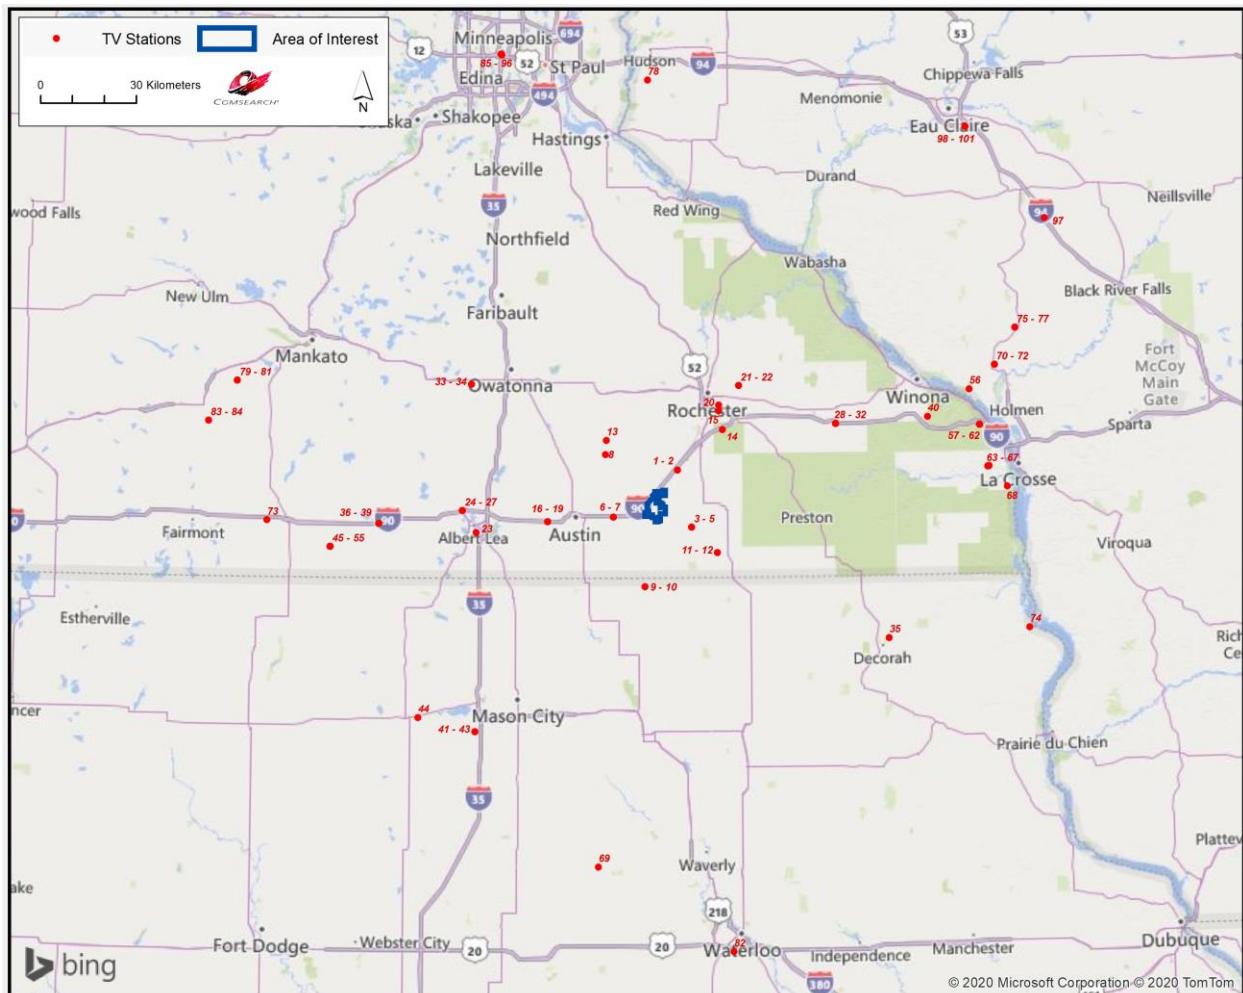 TV Stations
Area of Interest
0
30 Kilometers
COMSEARCH
N
Minneapolis
694
12
85 - 96
52
St Paul
Edina
494
Hudson
78
94
53
Chippewa Falls
Menomonie
Eau Claire
98 - 101
Shakopee
Hastings
Lakeville
Durand
Neillsville
wood Falls
35
Red Wing
94
97
Northfield
Wabasha
New Ulm
Faribault
Black River Falls
75 - 77
Mankato
52
70 - 72
Fort
McCoy
Main
Gate
79 - 81
33 - 34
Owatonna
21 - 22
56
Winona
20
Rochester
83 - 84
15
14
28 - 32
40
Holmen
57 - 62
90
Sparta
13
8
1 - 2
63 - 67
La Crosse
68
73
36 - 39
90
24 - 27
16 - 19
6 - 7
90
3 - 5
Preston
Fairmont
23
Albert Lea
Austin
45 - 55
11 - 12
Viroqua
9 - 10
35
Estherville
74
35
Decorah
Rich
Ce
ncer
44
Mason City
41 - 43
Prairie du Chien
35
Plattev
69
Waverly
ake
218
Fort Dodge
Webster City
20
20
82
Waterloo
Independence
Manchester
Dubuque
380
bing
© 2020 Microsoft Corporation © 2020 TomTom